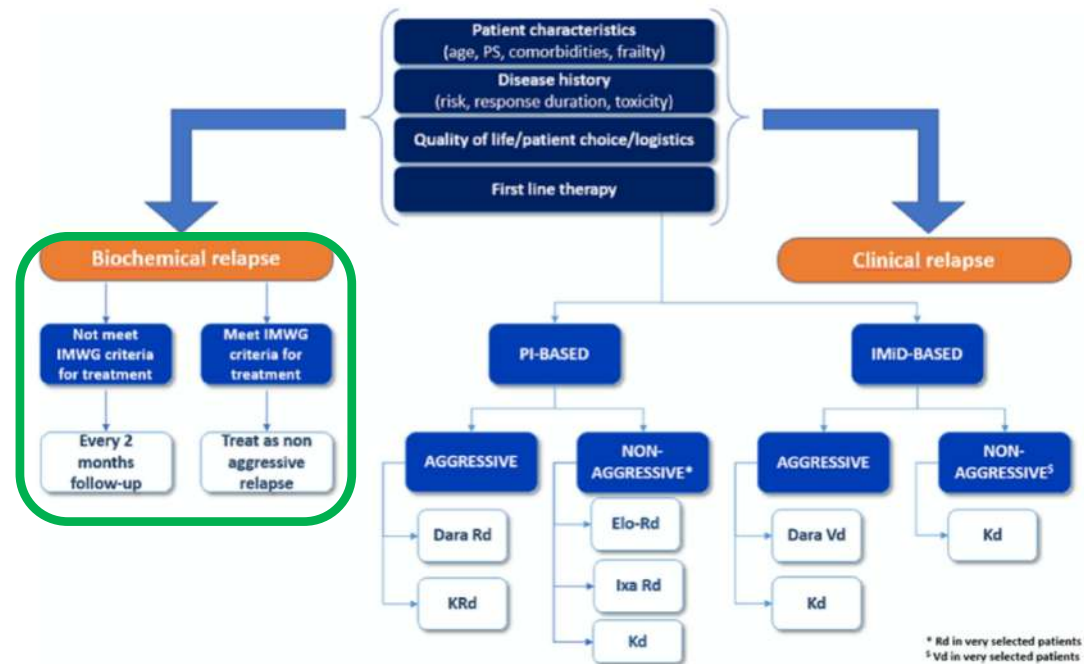 Patient characteristics
(age, PS, comorbidities, frailty)
Disease history
(risk, response duration, toxicity)
Quality of life/patient choice/logistics
First line therapy
Biochemical relapse
Clinical relapse
Not meet
IMWG criteria
for treatment
Meet IMWG
criteria for
treatment
Every 2
months
follow-up
Treat as non
aggressive
relapse
PI-BASED
IMiD-BASED
AGGRESSIVE
NON-
AGGRESSIVE*
AGGRESSIVE
NON-
AGGRESSIVE$
Dara Rd
KRd
Elo-Rd
Ixa Rd
Kd
Dara Vd
Kd
Kd
* Rd in very selected patients
$ Vd in very selected patients